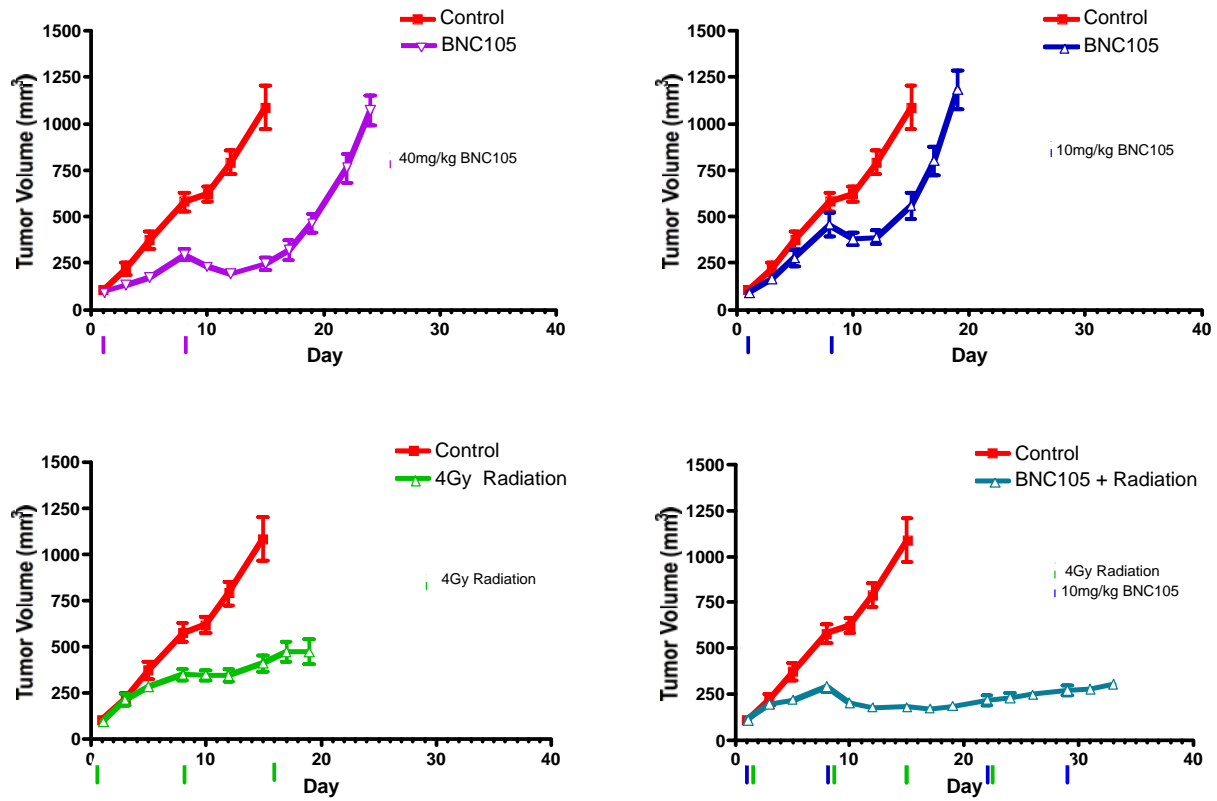 Control
BNC105
1500
1250
1000
750
500
250
0
Tumor Volume (mm³)
40mg/kg BNC105
0 10 20 30 40
Day
Control
BNC105
1500
1250
1000
750
500
250
0
Tumor Volume (mm³)
10mg/kg BNC105
0 10 20 30 40
Day
Control
4Gy Radiation
1500
1250
1000
750
500
250
0
Tumor Volume (mm³)
4Gy Radiation
0 10 20 30 40
Day
Control
BNC105 + Radiation
1500
1250
1000
750
500
250
0
Tumor Volume (mm³)
4Gy Radiation
10mg/kg BNC105
0 10 20 30 40
Day